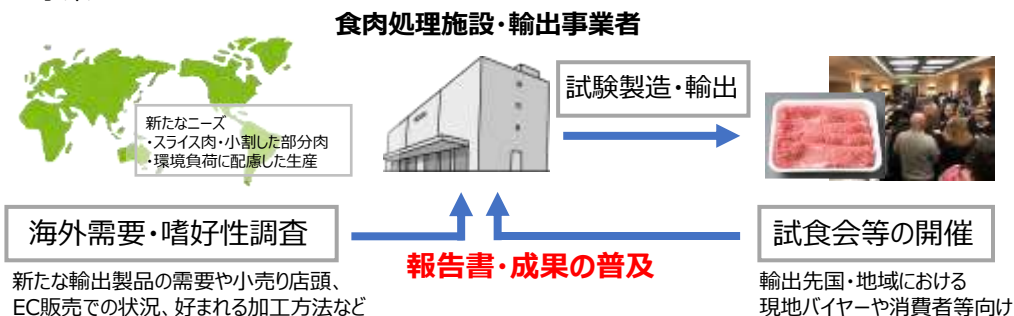 食肉処理施設・輸出事業者
新たなニーズ
・スライス肉・小割した部分肉
・環境負荷に配慮した生産
試験製造・輸出
海外需要・嗜好性調査
新たな輸出製品の需要や小売り店頭、
EC販売での状況、好まれる加工方法など
報告書・成果の普及
試食会等の開催
輸出先国・地域における
現地バイヤーや消費者等向け